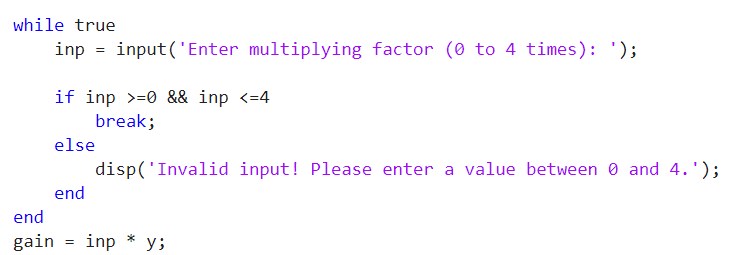 while true
    inp = input('Enter multiplying factor (0 to 4 times): ');
    if inp >=0 && inp <=4
        break;
    else
        disp('Invalid input! Please enter a value between 0 and 4.');
    end
end
gain = inp * y;